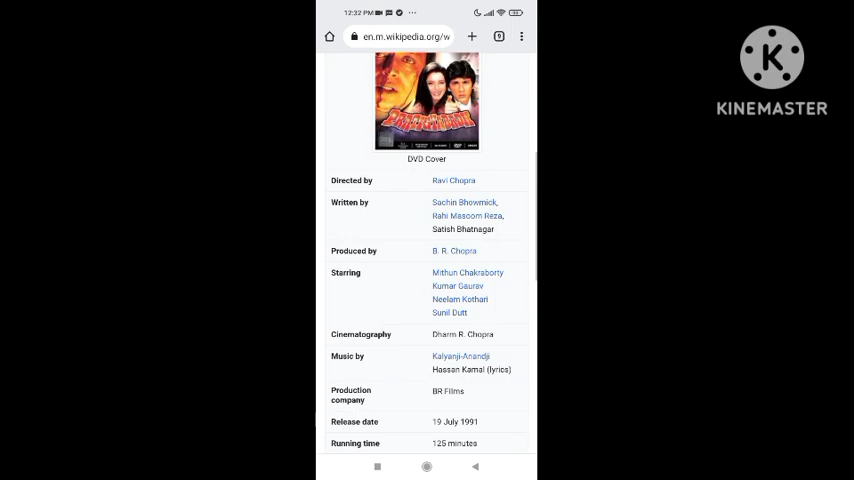 12:32 PM
en.m.wikipedia.org/w
9
KINEMASTER
DVD Cover
Directed by
Ravi Chopra
Written by
Sachin Bhowmick,
Rahi Masoom Reza,
Satish Bhatnagar
Produced by
B. R. Chopra
Starring
Mithun Chakraborty
Kumar Gaurav
Neelam Kothari
Sunil Dutt
Cinematography
Dharm R. Chopra
Music by
Kalyanji-Anandji
Hassan Kamal (lyrics)
Production
company
BR Films
Release date
19 July 1991
Running time
125 minutes